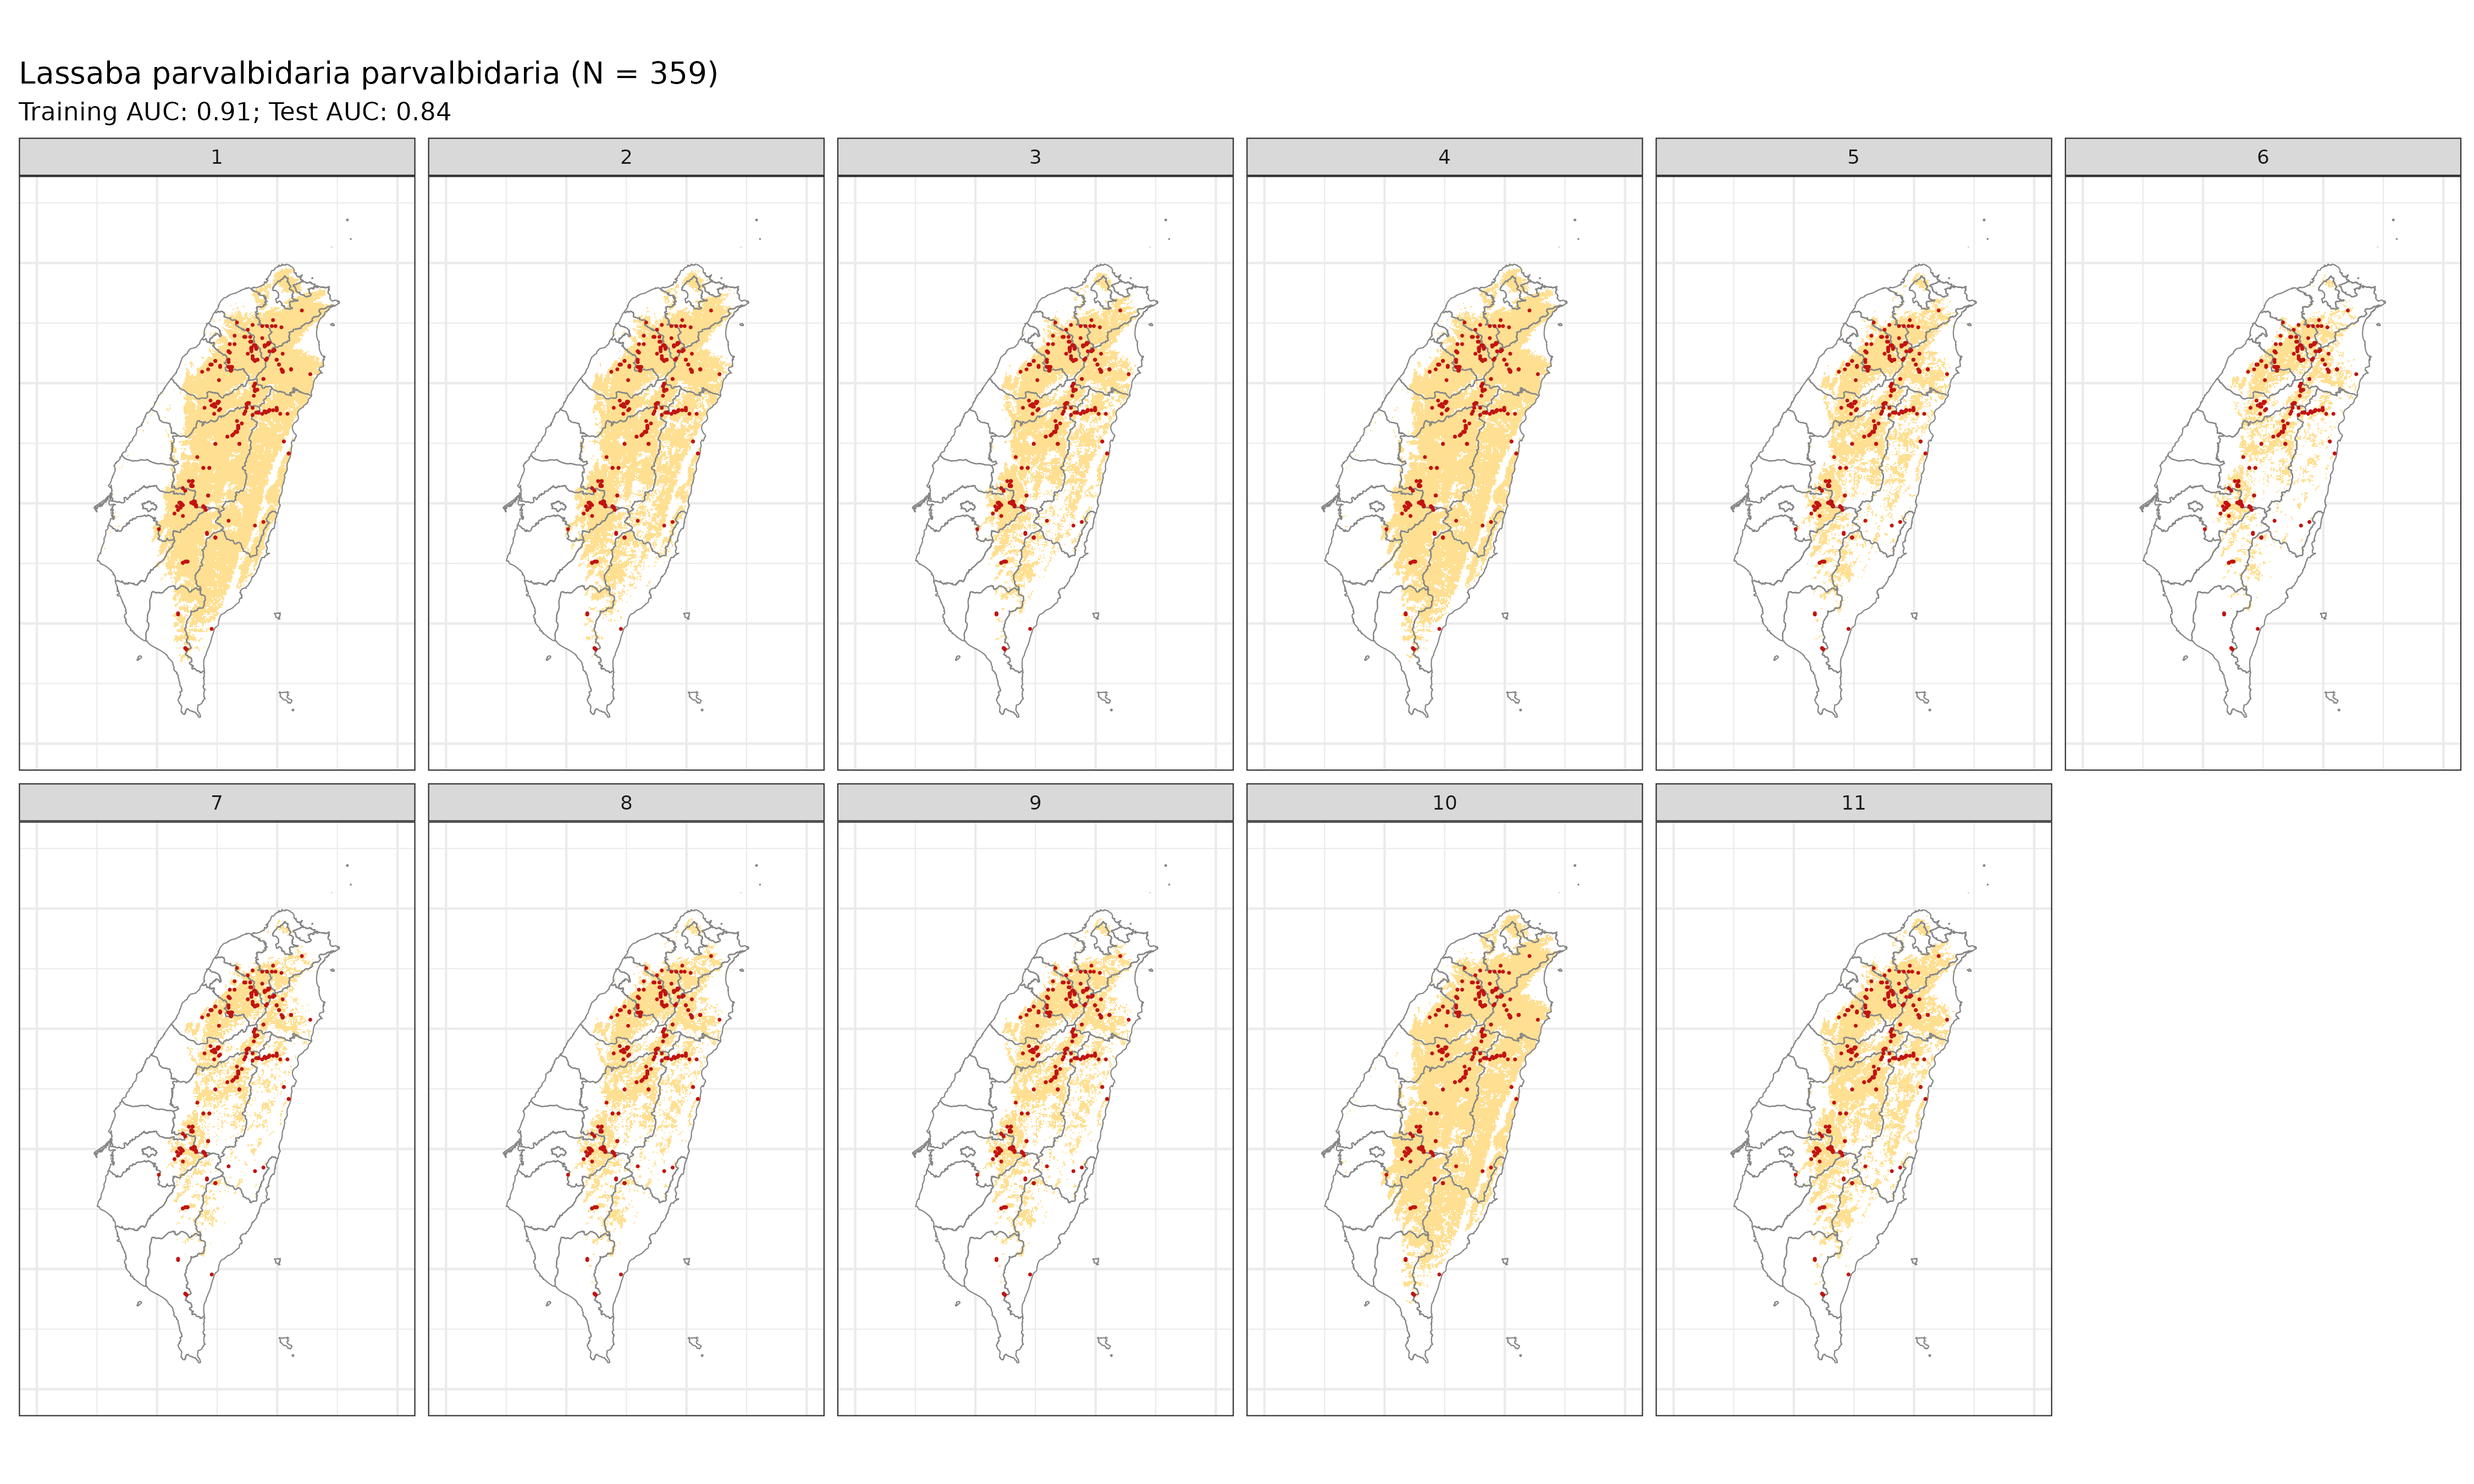 Lassaba parvalbidaria parvalbidaria (N = 359)
Training AUC: 0.91; Test AUC: 0.84
1 2 3 4 5 6
7 8 9 10 11